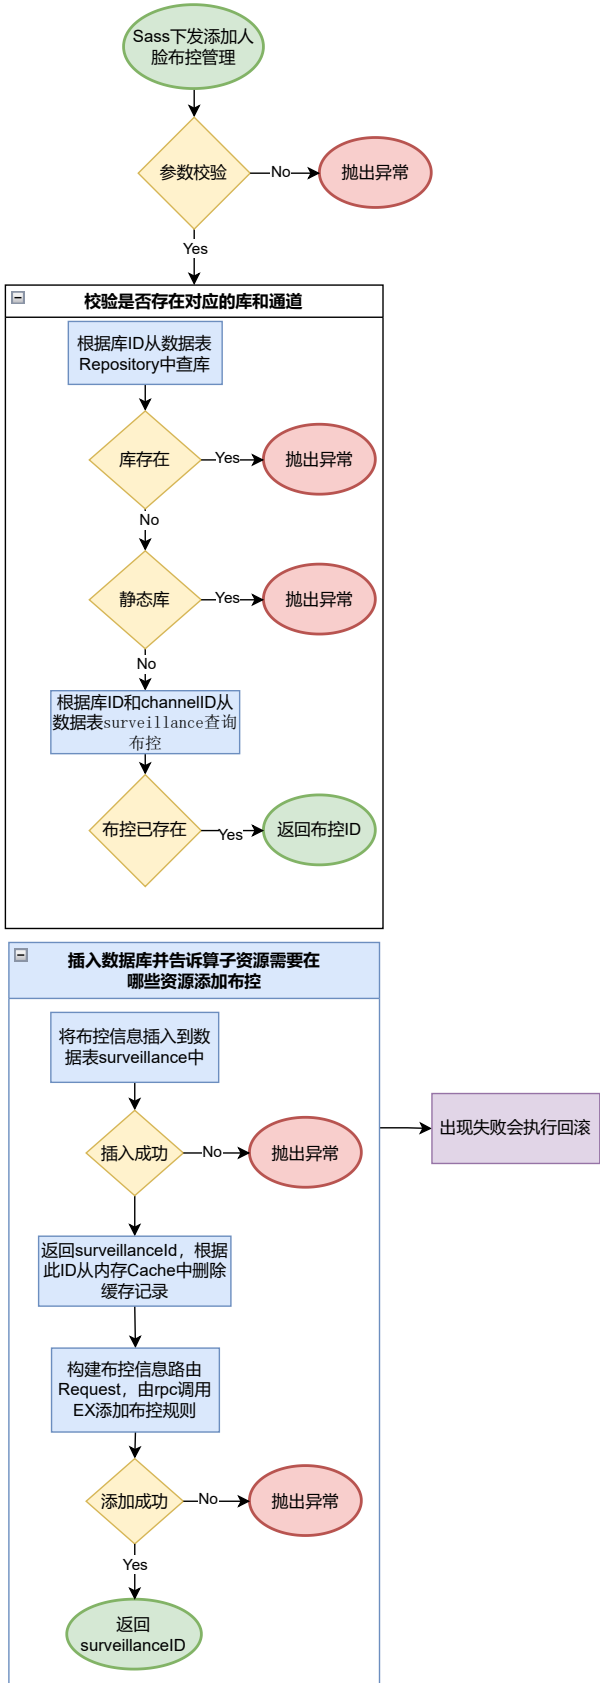 Sass下发添加人
脸布控管理
参数校验
No
抛出异常
Yes
校验是否存在对应的库和通道
根据库ID从数据表
Repository中查库
库存在
Yes
抛出异常
No
静态库
Yes
抛出异常
No
根据库ID和channelID从
数据表surveillance查询
布控
布控已存在
Yes
返回布控ID
插入数据库并告诉算子资源需要在
哪些资源添加布控
将布控信息插入到数
据表surveillance中
出现失败会执行回滚
插入成功
No
抛出异常
返回surveillanceId，根据
此ID从内存Cache中删除
缓存记录
构建布控信息路由
Request，由rpc调用
EX添加布控规则
添加成功
No
抛出异常
Yes
返回
surveillanceID